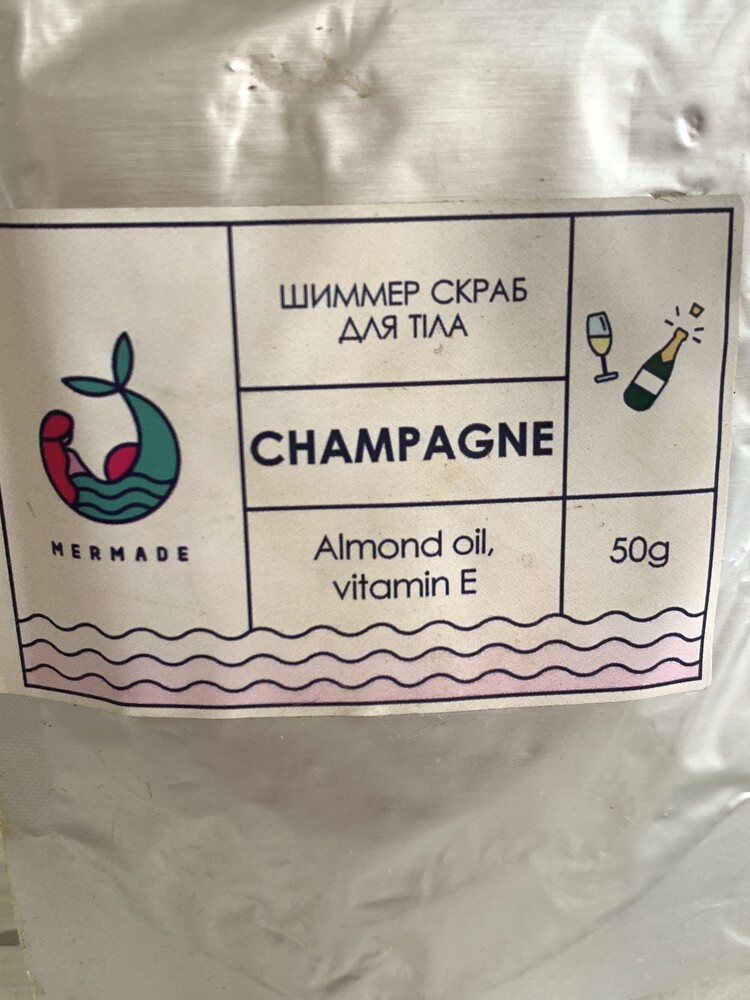 ШИММЕР СКРАБ
ДЛЯ ТІЛА
CHAMPAGNE
MERMADE
Almond oil,
vitamin E
50g